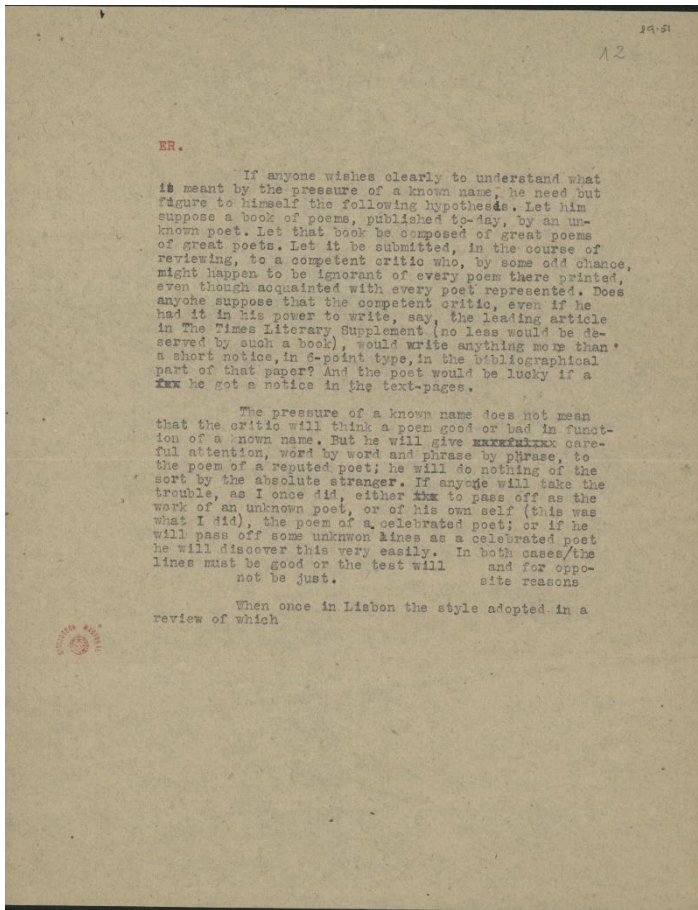 19-51
12
ER.
If anyone wishes clearly to understand what
is meant by the pressure of a known name, he need but
figure to himself the following hypothesis. Let him
suppose a book of poems, published to-day, by an un-
known poet. Let that book be composed of great poems
of great poets. Let it be submitted, in the course of
reviewing, to a competent critic who, by some odd chance,
might happen to be ignorant of every poem there printed,
even though acquainted with every poet represented. Does
anyone suppose that the competent critic, even if he
had it in his power to write, say, the leading article
in The Times Literary Supplement (no less would be de-
served by such a book), would write anything more than
a short notice, in 6-point type, in the bibliographical
part of that paper? And the poet would be lucky if a
he got a notice in the text-pages.
The pressure of a known name does not mean
that the critic will think a poem good or bad in funct-
ion of a known name. But he will give care-
ful attention, word by word and phrase by phrase, to
the poem of a reputed poet; he will do nothing of the
sort by the absolute stranger. If anyone will take the
trouble, as I once did, either to pass off as the
work of an unknown poet, or of his own self (this was
what I did), the poem of a celebrated poet; or if he
will pass off some unknwon lines as a celebrated poet
he will discover this very easily. In both cases/the
lines must be good or the test will and for oppo-
not be just. site reasons
When once in Lisbon the style adopted in a
review of which
BIBLIOTECA NACIONAL